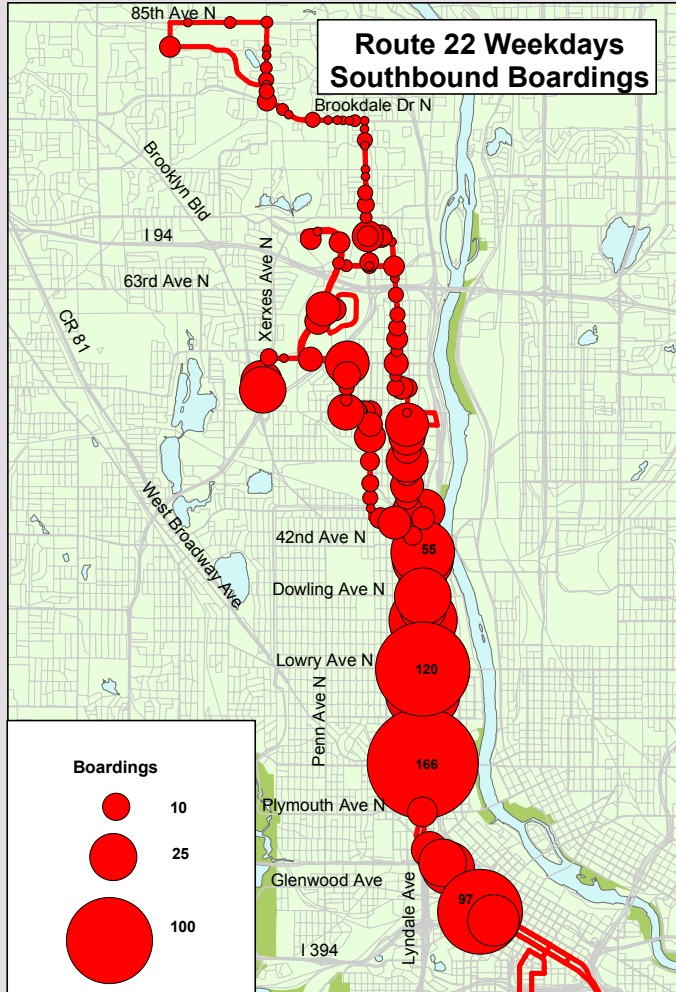 85th Ave N
Route 22 Weekdays
Southbound Boardings
Brookdale Dr N
Brooklyn Bld
I 94
Xerxes Ave N
63rd Ave N
CR 81
42nd Ave N
55
West Broadway Ave
Dowling Ave N
Lowry Ave N
120
Penn Ave N
166
Boardings
10
25
100
Plymouth Ave N
Glenwood Ave
Lyndale Ave
97
I 394